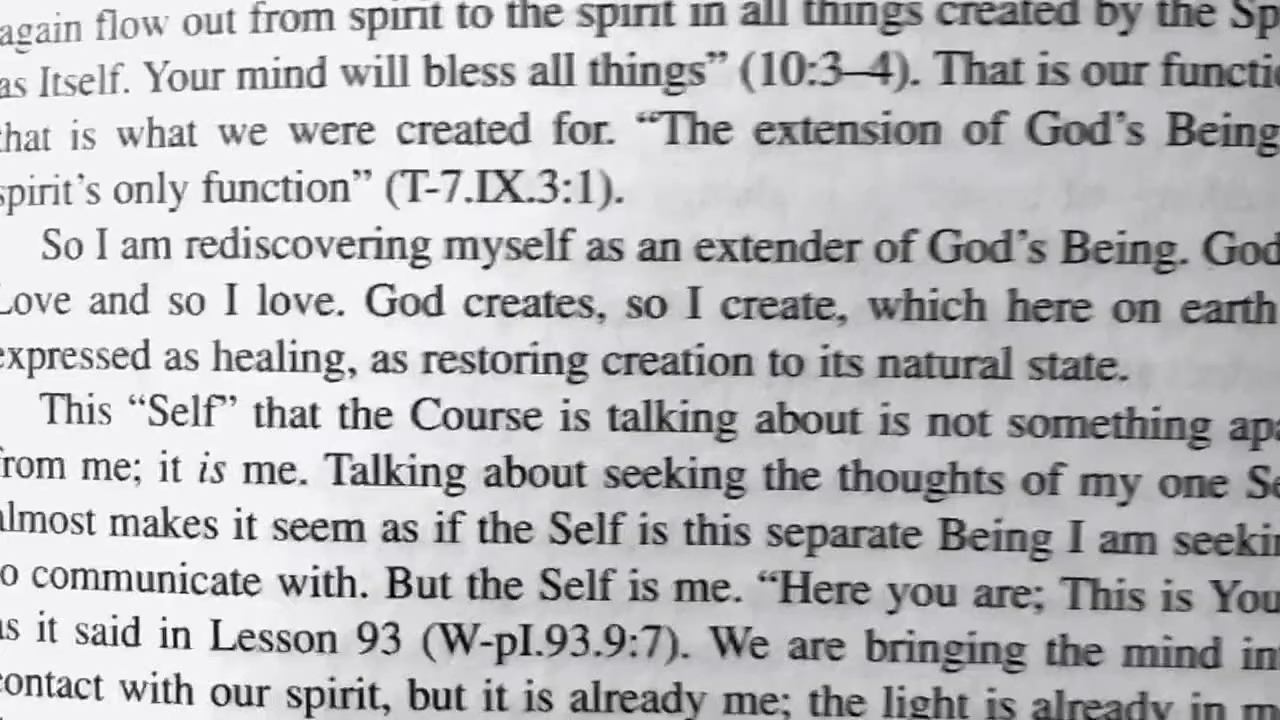 again flow out from spirit to the spirit in all things created by the Sp
as Itself. Your mind will bless all things” (10:3–4). That is our functi
that is what we were created for. “The extension of God’s Being
spirit’s only function” (T-7.IX.3:1).
So I am rediscovering myself as an extender of God’s Being. God
Love and so I love. God creates, so I create, which here on earth
expressed as healing, as restoring creation to its natural state.
This “Self” that the Course is talking about is not something apa
from me; it is me. Talking about seeking the thoughts of my one Se
almost makes it seem as if the Self is this separate Being I am seekin
to communicate with. But the Self is me. “Here you are; This is You
as it said in Lesson 93 (W-pI.93.9:7). We are bringing the mind int
contact with our spirit, but it is already me; the light is already in m